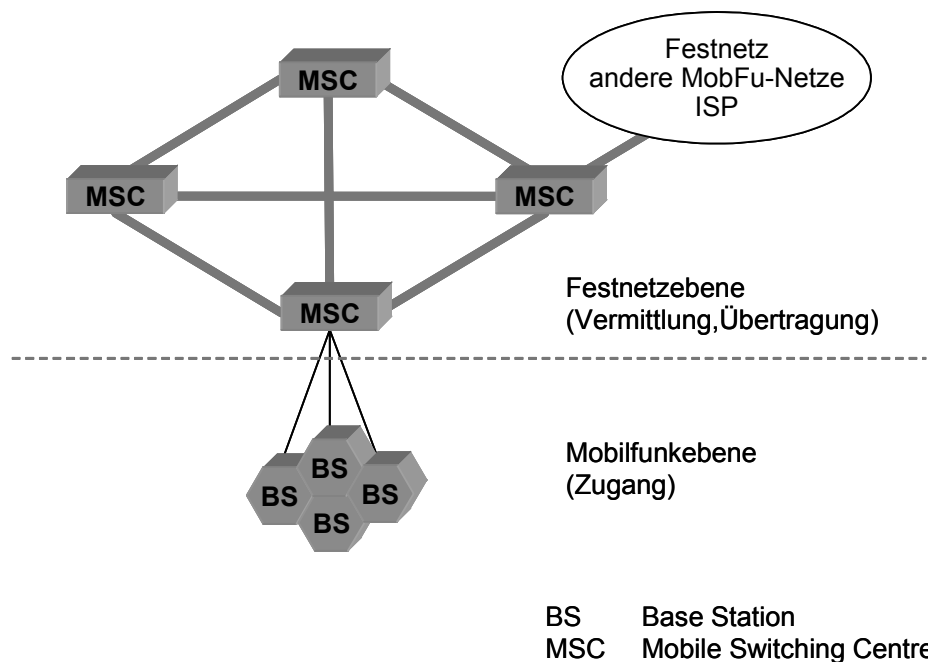 MSC
Festnetz
andere MobFu-Netze
ISP
MSC
MSC
MSC
Festnetzebene
(Vermittlung,Übertragung)
BS
BS
BS
BS
Mobilfunkebene
(Zugang)
BS Base Station
MSC Mobile Switching Centre